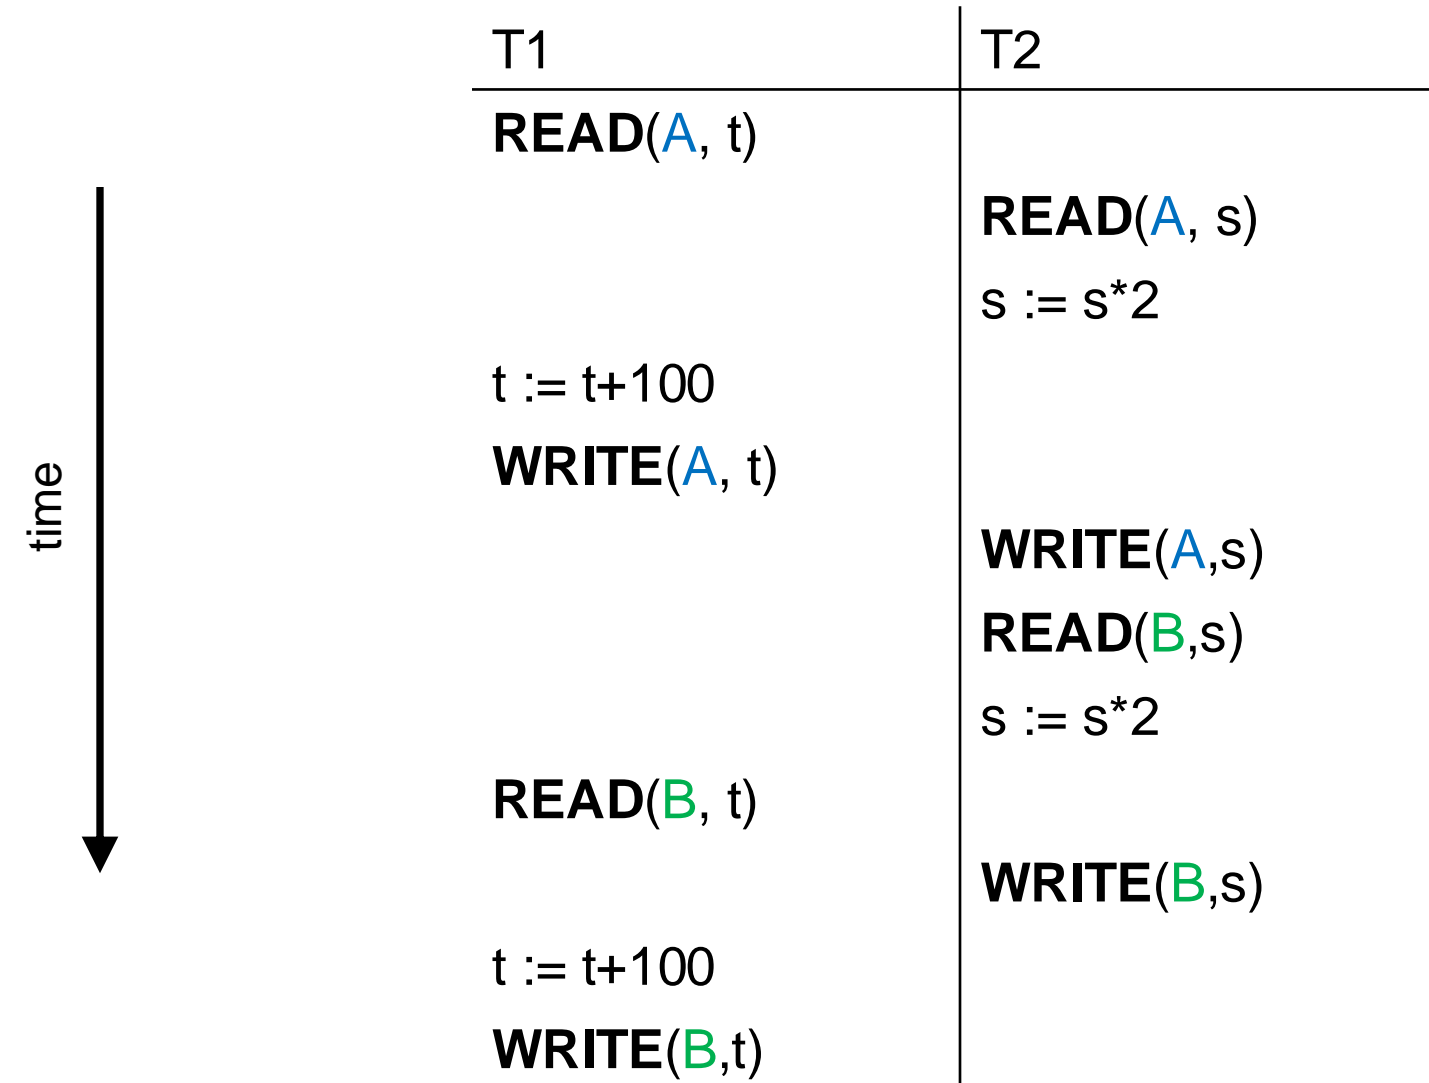 T1 T2
READ(A, t)
READ(A, s)
s := s*2
t := t+100
WRITE(A, t)
time
WRITE(A,s)
READ(B,s)
s := s*2
READ(B, t)
WRITE(B,s)
t := t+100
WRITE(B,t)